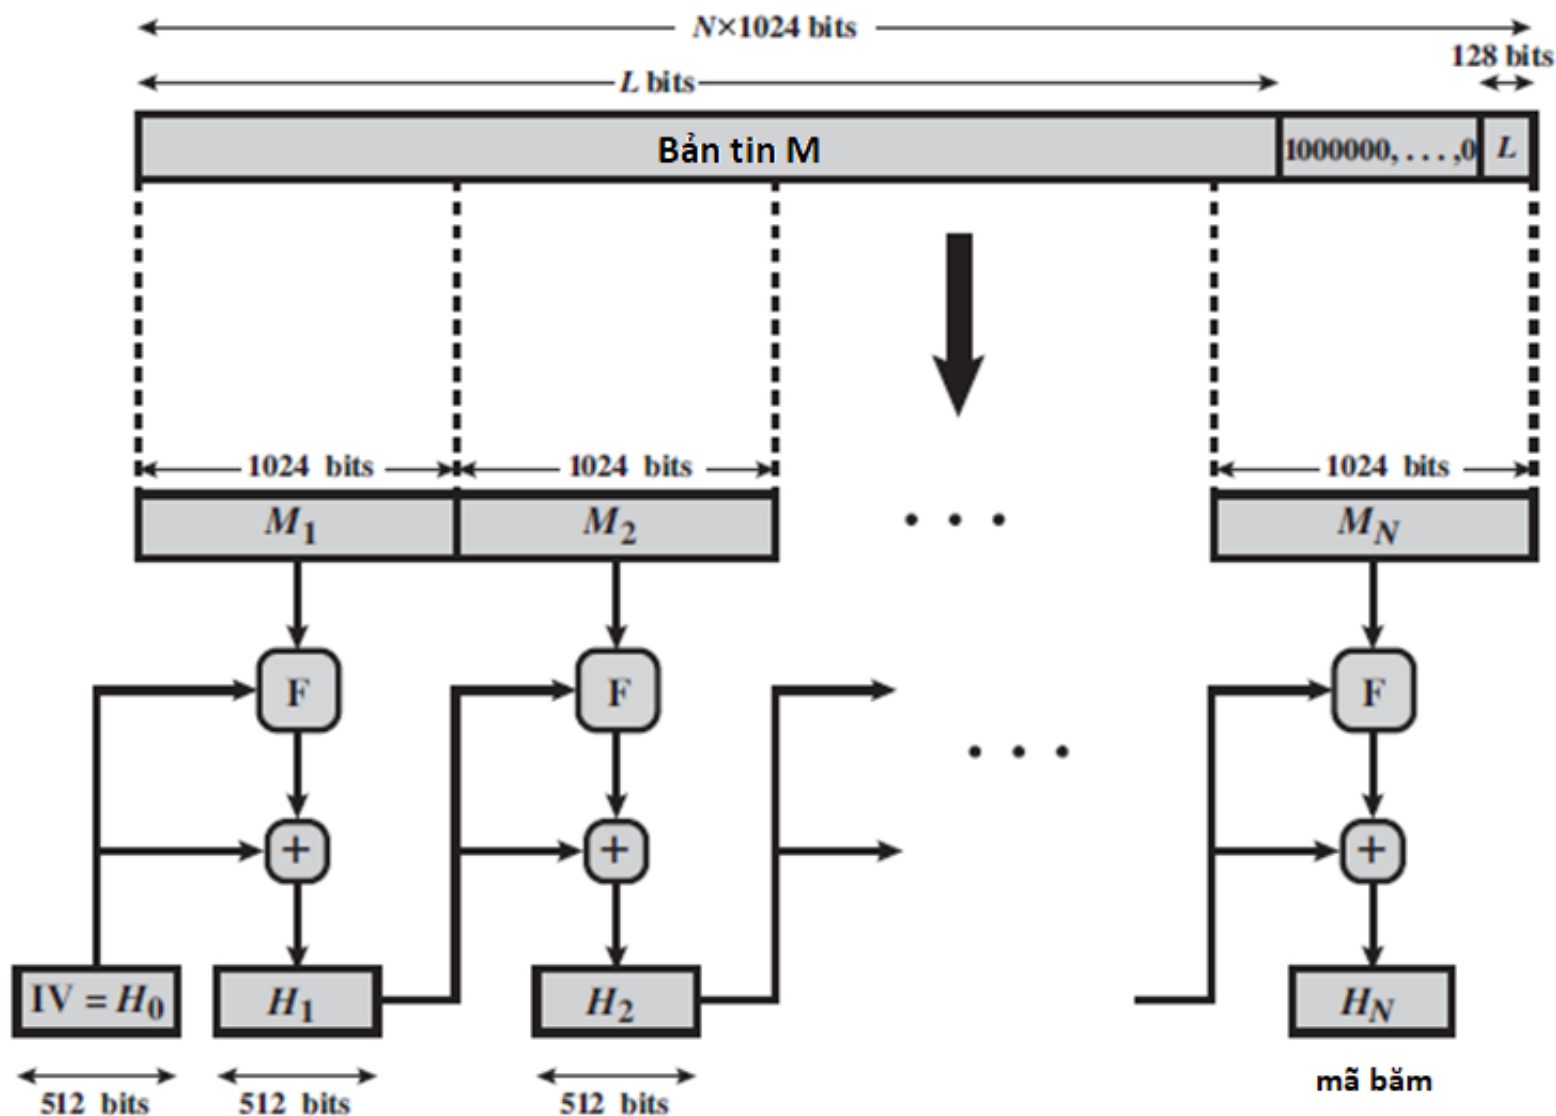 N×1024 bits
128 bits
L bits
Bản tin M
1000000, . . . ,0
L
1024 bits
1024 bits
1024 bits
M1
M2
. . .
MN
F
F
F
. . .
+
+
+
IV = H0
H1
H2
HN
512 bits
512 bits
512 bits
mã băm